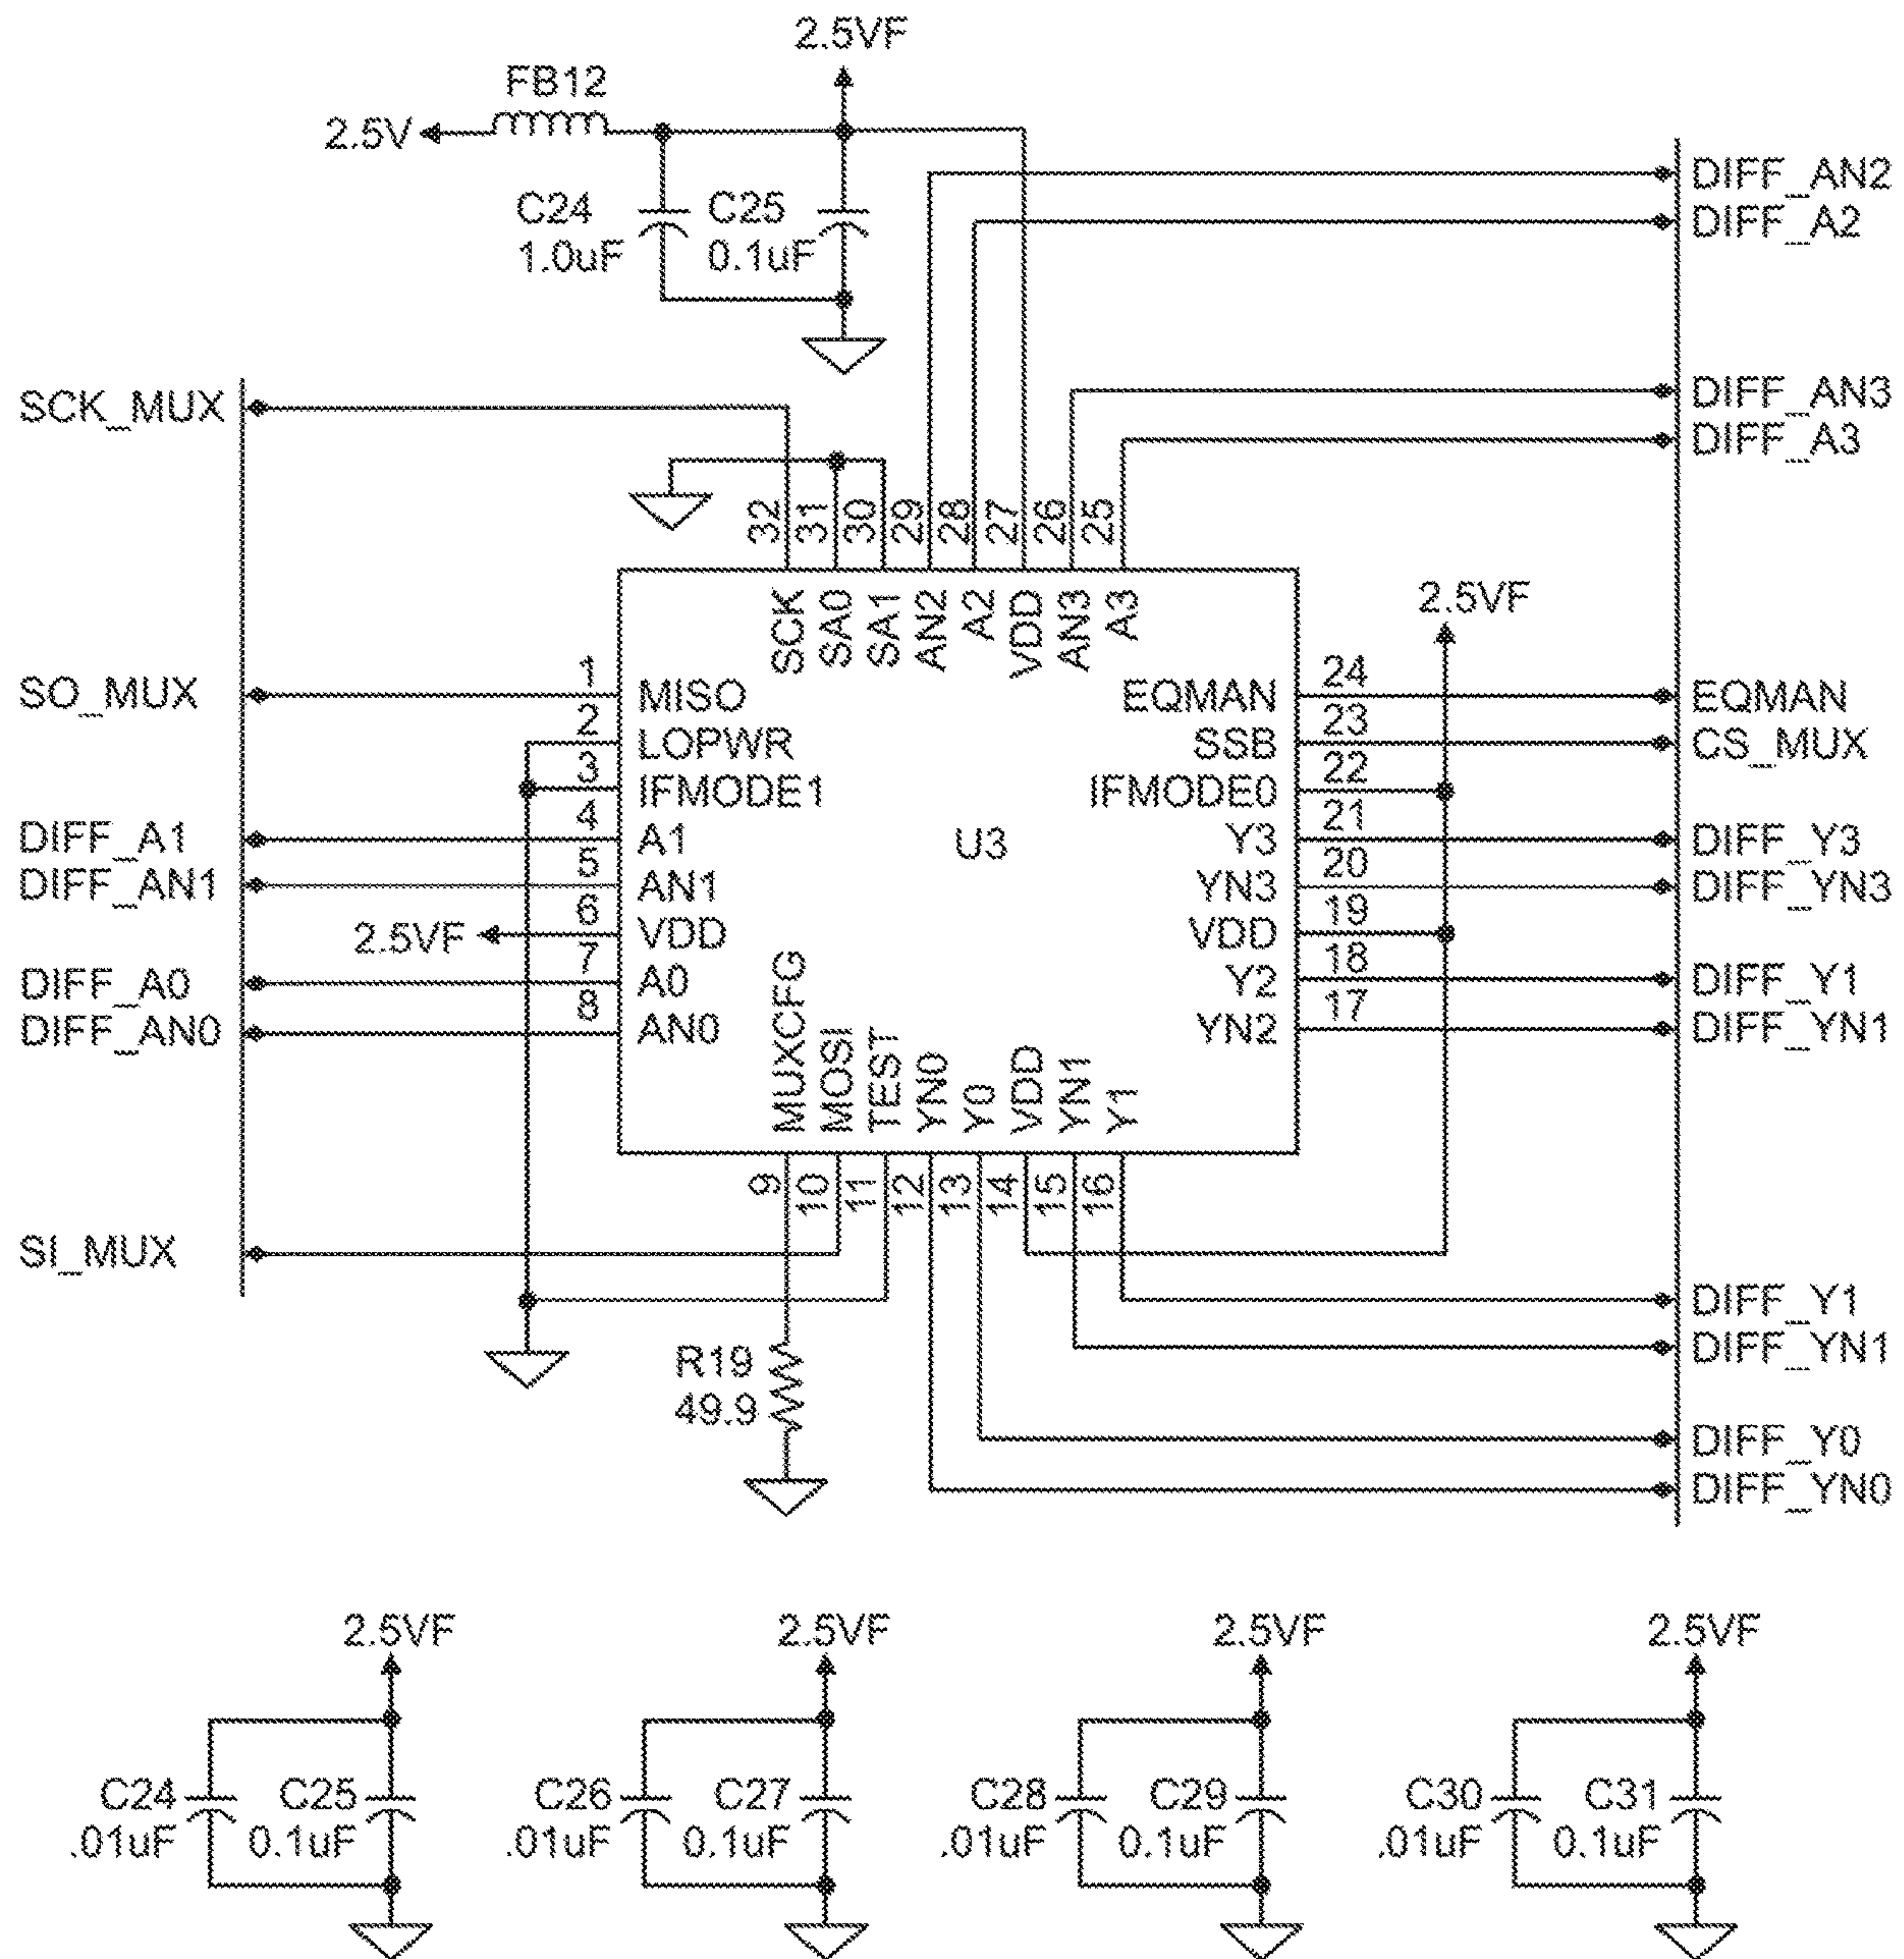 2.5VF
FB12
2.5V
C24
1.0uF
C25
0.1uF
DIFF_AN2
DIFF_A2
SCK_MUX
DIFF_AN3
DIFF_A3
32 31 30 29 28 27 26 25
SCK SA0 SA1 AN2 A2 VDD AN3 A3
2.5VF
SO_MUX 1 MISO
2 LOPWR
3 IFMODE1
DIFF_A1 4 A1
DIFF_AN1 5 AN1
2.5VF 6 VDD
DIFF_A0 7 A0
DIFF_AN0 8 AN0
U3
EQMAN 24 EQMAN
SSB 23 CS_MUX
IFMODE0 22
Y3 21 DIFF_Y3
YN3 20 DIFF_YN3
VDD 19
Y2 18 DIFF_Y1
YN2 17 DIFF_YN1
MUXCFG MOSI TEST YN0 Y0 VDD YN1 Y1
9 10 11 12 13 14 15 16
SI_MUX
DIFF_Y1
DIFF_YN1
R19
49.9
DIFF_Y0
DIFF_YN0
2.5VF
C24
.01uF
C25
0.1uF
2.5VF
C26
.01uF
C27
0.1uF
2.5VF
C28
.01uF
C29
0.1uF
2.5VF
C30
.01uF
C31
0.1uF